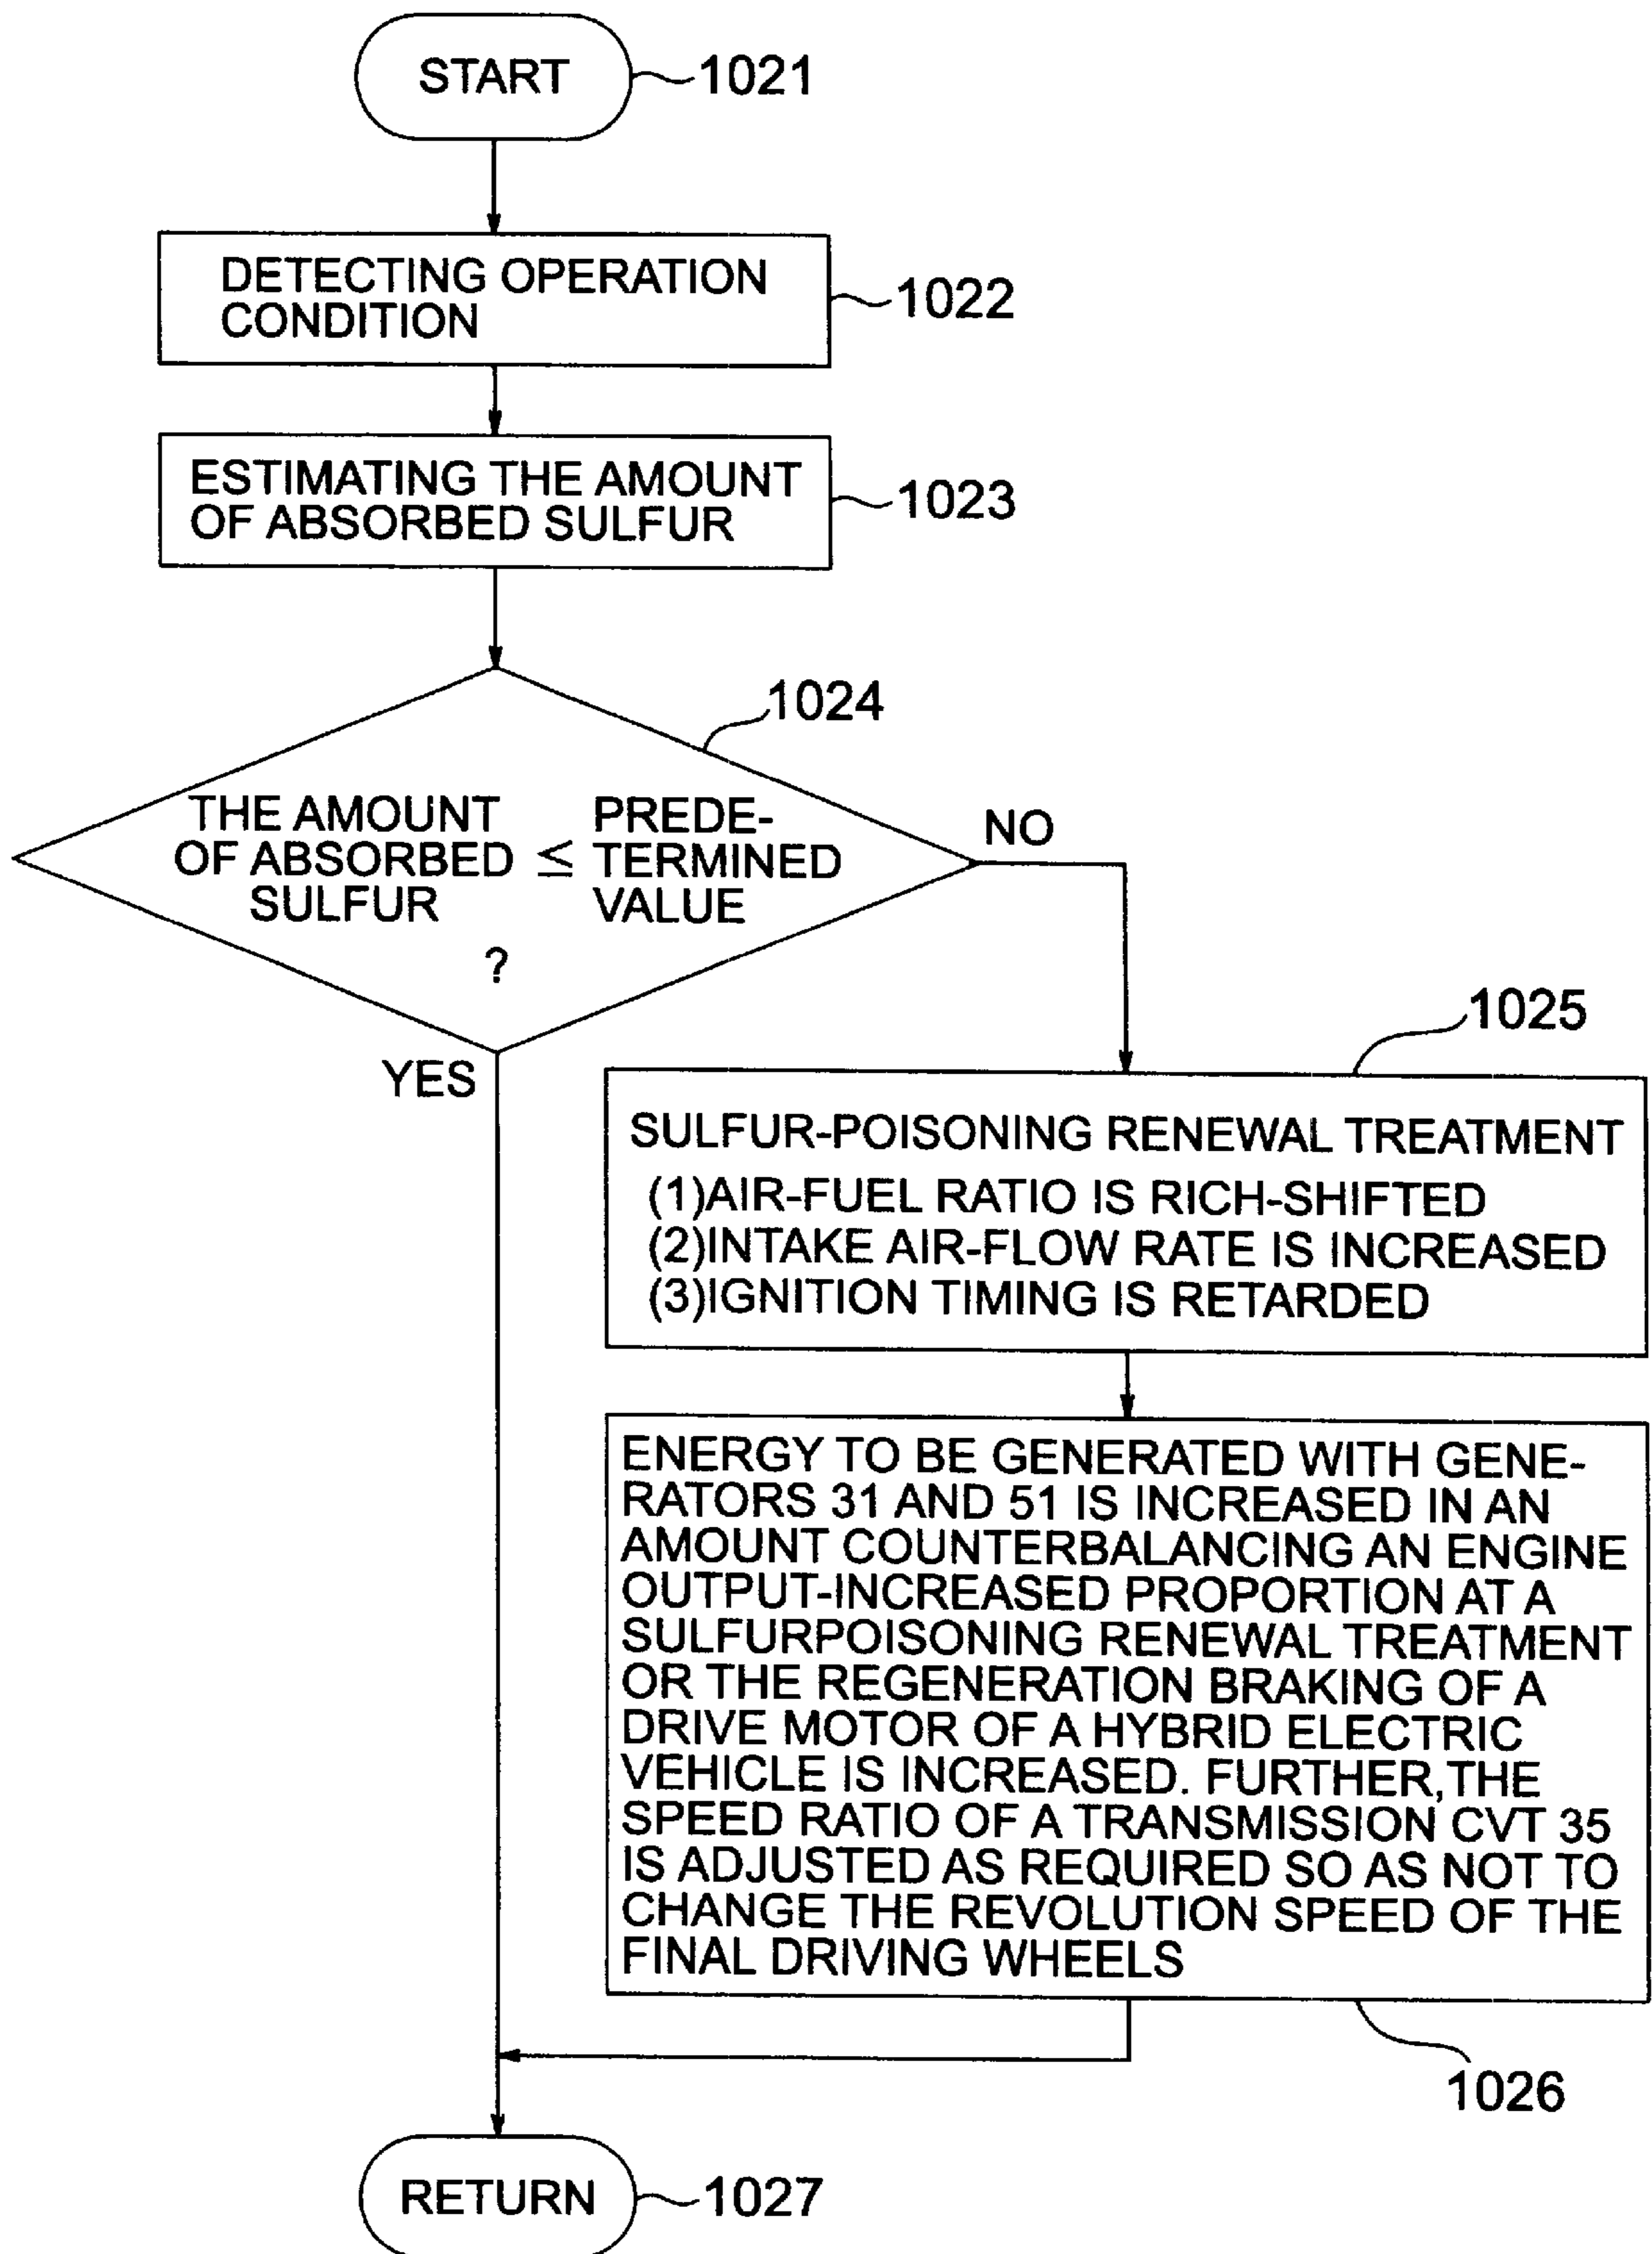 START
1021
DETECTING OPERATION
CONDITION
1022
ESTIMATING THE AMOUNT
OF ABSORBED SULFUR
1023
1024
THE AMOUNT
OF ABSORBED
SULFUR
≤
PREDE-
TERMINED
VALUE
?
NO
YES
1025
SULFUR-POISONING RENEWAL TREATMENT
(1)AIR-FUEL RATIO IS RICH-SHIFTED
(2)INTAKE AIR-FLOW RATE IS INCREASED
(3)IGNITION TIMING IS RETARDED
ENERGY TO BE GENERATED WITH GENE-
RATORS 31 AND 51 IS INCREASED IN AN
AMOUNT COUNTERBALANCING AN ENGINE
OUTPUT-INCREASED PROPORTION AT A
SULFURPOISONING RENEWAL TREATMENT
OR THE REGENERATION BRAKING OF A
DRIVE MOTOR OF A HYBRID ELECTRIC
VEHICLE IS INCREASED. FURTHER,THE
SPEED RATIO OF A TRANSMISSION CVT 35
IS ADJUSTED AS REQUIRED SO AS NOT TO
CHANGE THE REVOLUTION SPEED OF THE
FINAL DRIVING WHEELS
1026
RETURN
1027